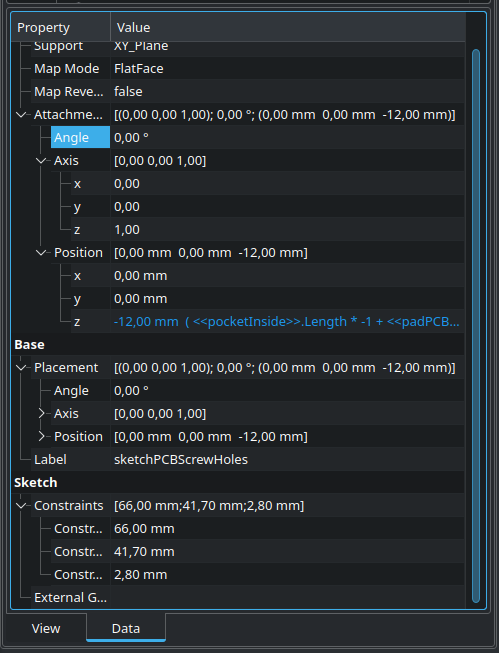 Property Value
Support XY_Plane
Map Mode FlatFace
Map Reve... false
Attachme... [(0,00 0,00 1,00); 0,00 °; (0,00 mm 0,00 mm -12,00 mm)]
Angle 0,00 °
Axis [0,00 0,00 1,00]
x 0,00
y 0,00
z 1,00
Position [0,00 mm 0,00 mm -12,00 mm]
x 0,00 mm
y 0,00 mm
z -12,00 mm ( <<pocketInside>>.Length * -1 + <<padPCB...
Base
Placement [(0,00 0,00 1,00); 0,00 °; (0,00 mm 0,00 mm -12,00 mm)]
Angle 0,00 °
Axis [0,00 0,00 1,00]
Position [0,00 mm 0,00 mm -12,00 mm]
Label sketchPCBScrewHoles
Sketch
Constraints [66,00 mm;41,70 mm;2,80 mm]
Constr... 66,00 mm
Constr... 41,70 mm
Constr... 2,80 mm
External G...
View Data